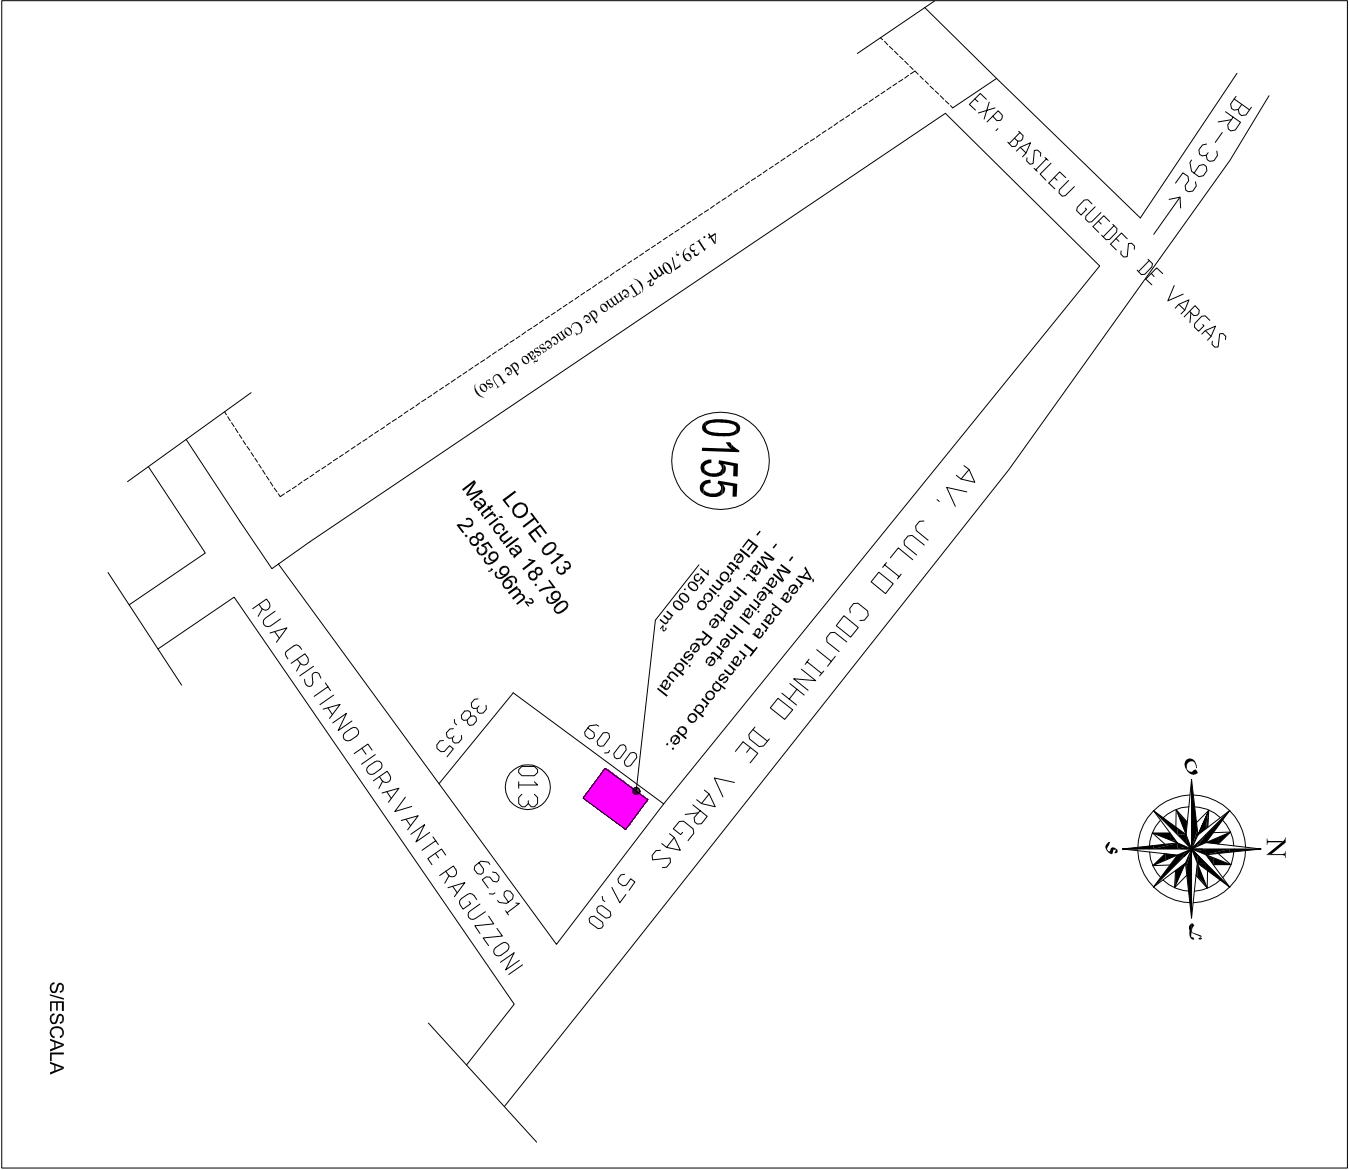 BR-392
EXP. BASILEU GUEDES DE VARGAS
4.139,70m² (Termo de Concessão de Uso)
0155
AV. JULIO COUTINHO DE VARGAS
LOTE 013
Matrícula 18.790
2.859,96m²
Área para Transbordo de:
- Material Inerte
- Mat. Inerte Residual
- Eletrônico
150.00 m²
RUA CRISTIANO FIORAVANTE RAGUZZONI
38,35
60,00
013
62,91
57,00
O
N
S
L
S/ESCALA